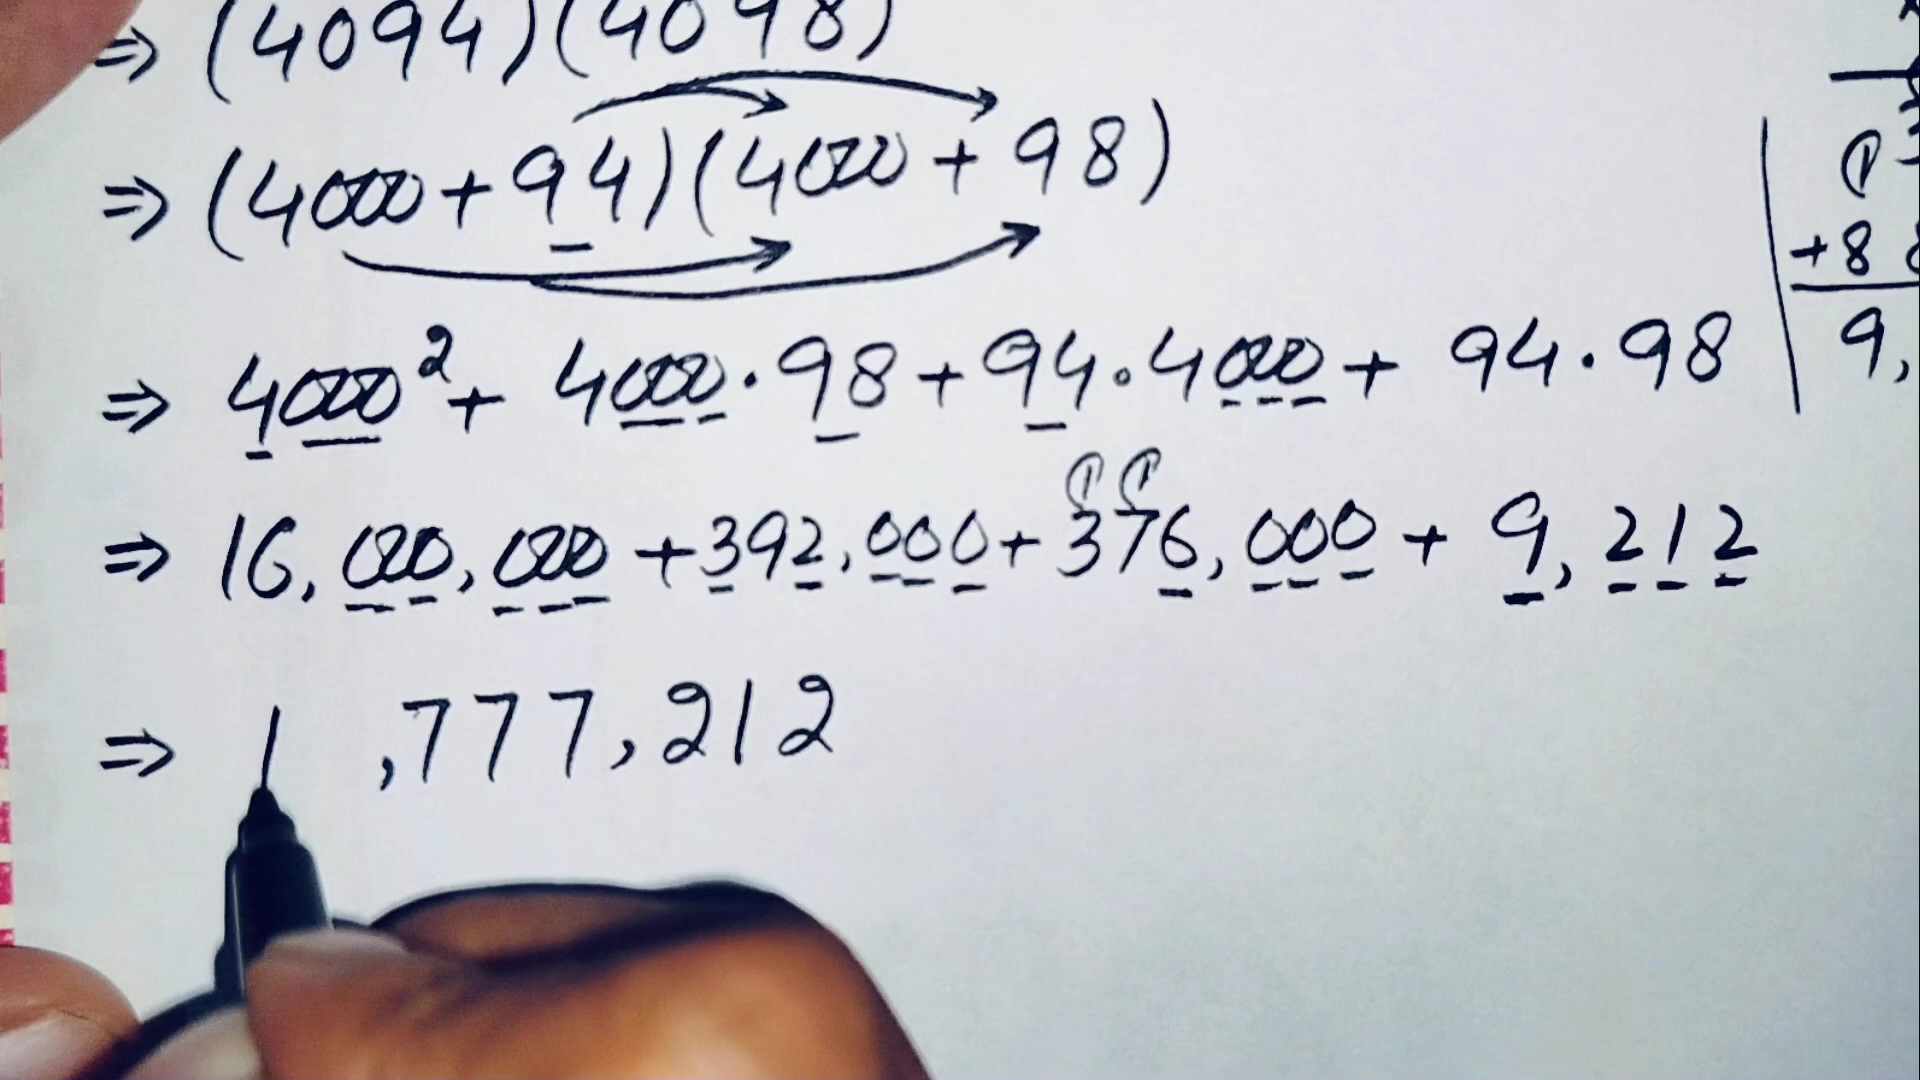 ⇒ (4094)(4098)
⇒ (4000+94)(4000+98)
⇒ 4000² + 4000·98 + 94·4000 + 94·98
⇒ 16,000,000 + 392,000 + 376,000 + 9,212
⇒ 1 ,777,212
+8
9,